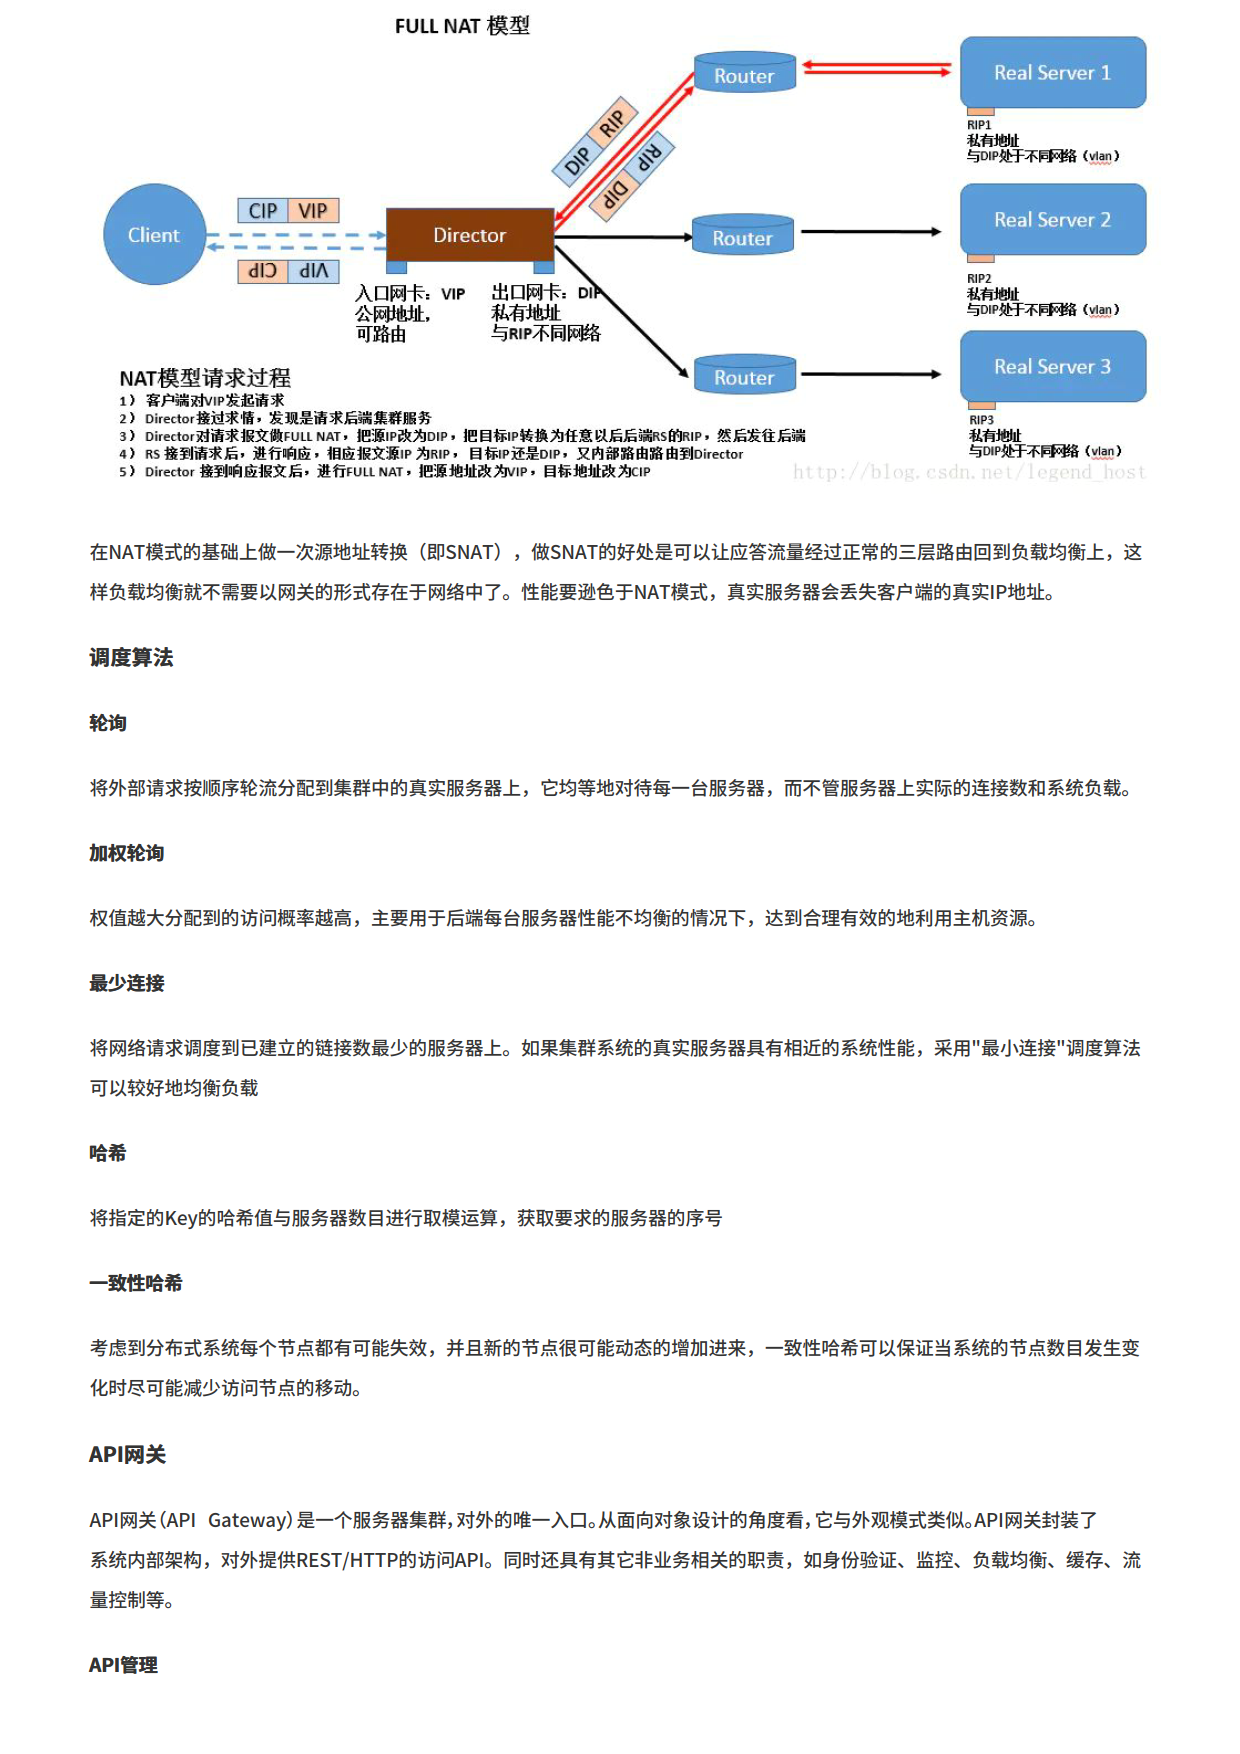 FULL NAT 模型
Router
Real Server 1
RIP1
私有地址
与DIP处于不同网络（vlan）
DIP RIP
RIP DIP
Client
CIP VIP
VIP CIP
Director
入口网卡：VIP
公网地址，
可路由
出口网卡：DIP
私有地址
与RIP不同网络
Router
Real Server 2
RIP2
私有地址
与DIP处于不同网络（vlan）
Router
Real Server 3
RIP3
私有地址
与DIP处于不同网络（vlan）
NAT模型请求过程
1） 客户端对VIP发起请求
2） Director接过求情，发现是请求后端集群服务
3） Director对请求报文做FULL NAT，把源IP改为DIP，把目标IP转换为任意以后后端RS的RIP，然后发往后端
4） RS 接到请求后，进行响应，相应报文源IP 为RIP，目标IP还是DIP，又内部路由路由到Director
5） Director 接到响应报文后，进行FULL NAT，把源地址改为VIP，目标地址改为CIP
http://blog.csdn.net/legend_host
在NAT模式的基础上做一次源地址转换（即SNAT），做SNAT的好处是可以让应答流量经过正常的三层路由回到负载均衡上，这
样负载均衡就不需要以网关的形式存在于网络中了。性能要逊色于NAT模式，真实服务器会丢失客户端的真实IP地址。
调度算法
轮询
将外部请求按顺序轮流分配到集群中的真实服务器上，它均等地对待每一台服务器，而不管服务器上实际的连接数和系统负载。
加权轮询
权值越大分配到的访问概率越高，主要用于后端每台服务器性能不均衡的情况下，达到合理有效的地利用主机资源。
最少连接
将网络请求调度到已建立的链接数最少的服务器上。如果集群系统的真实服务器具有相近的系统性能，采用"最小连接"调度算法
可以较好地均衡负载
哈希
将指定的Key的哈希值与服务器数目进行取模运算，获取要求的服务器的序号
一致性哈希
考虑到分布式系统每个节点都有可能失效，并且新的节点很可能动态的增加进来，一致性哈希可以保证当系统的节点数目发生变
化时尽可能减少访问节点的移动。
API网关
API网关（API Gateway）是一个服务器集群，对外的唯一入口。从面向对象设计的角度看，它与外观模式类似。API网关封装了
系统内部架构，对外提供REST/HTTP的访问API。同时还具有其它非业务相关的职责，如身份验证、监控、负载均衡、缓存、流
量控制等。
API管理